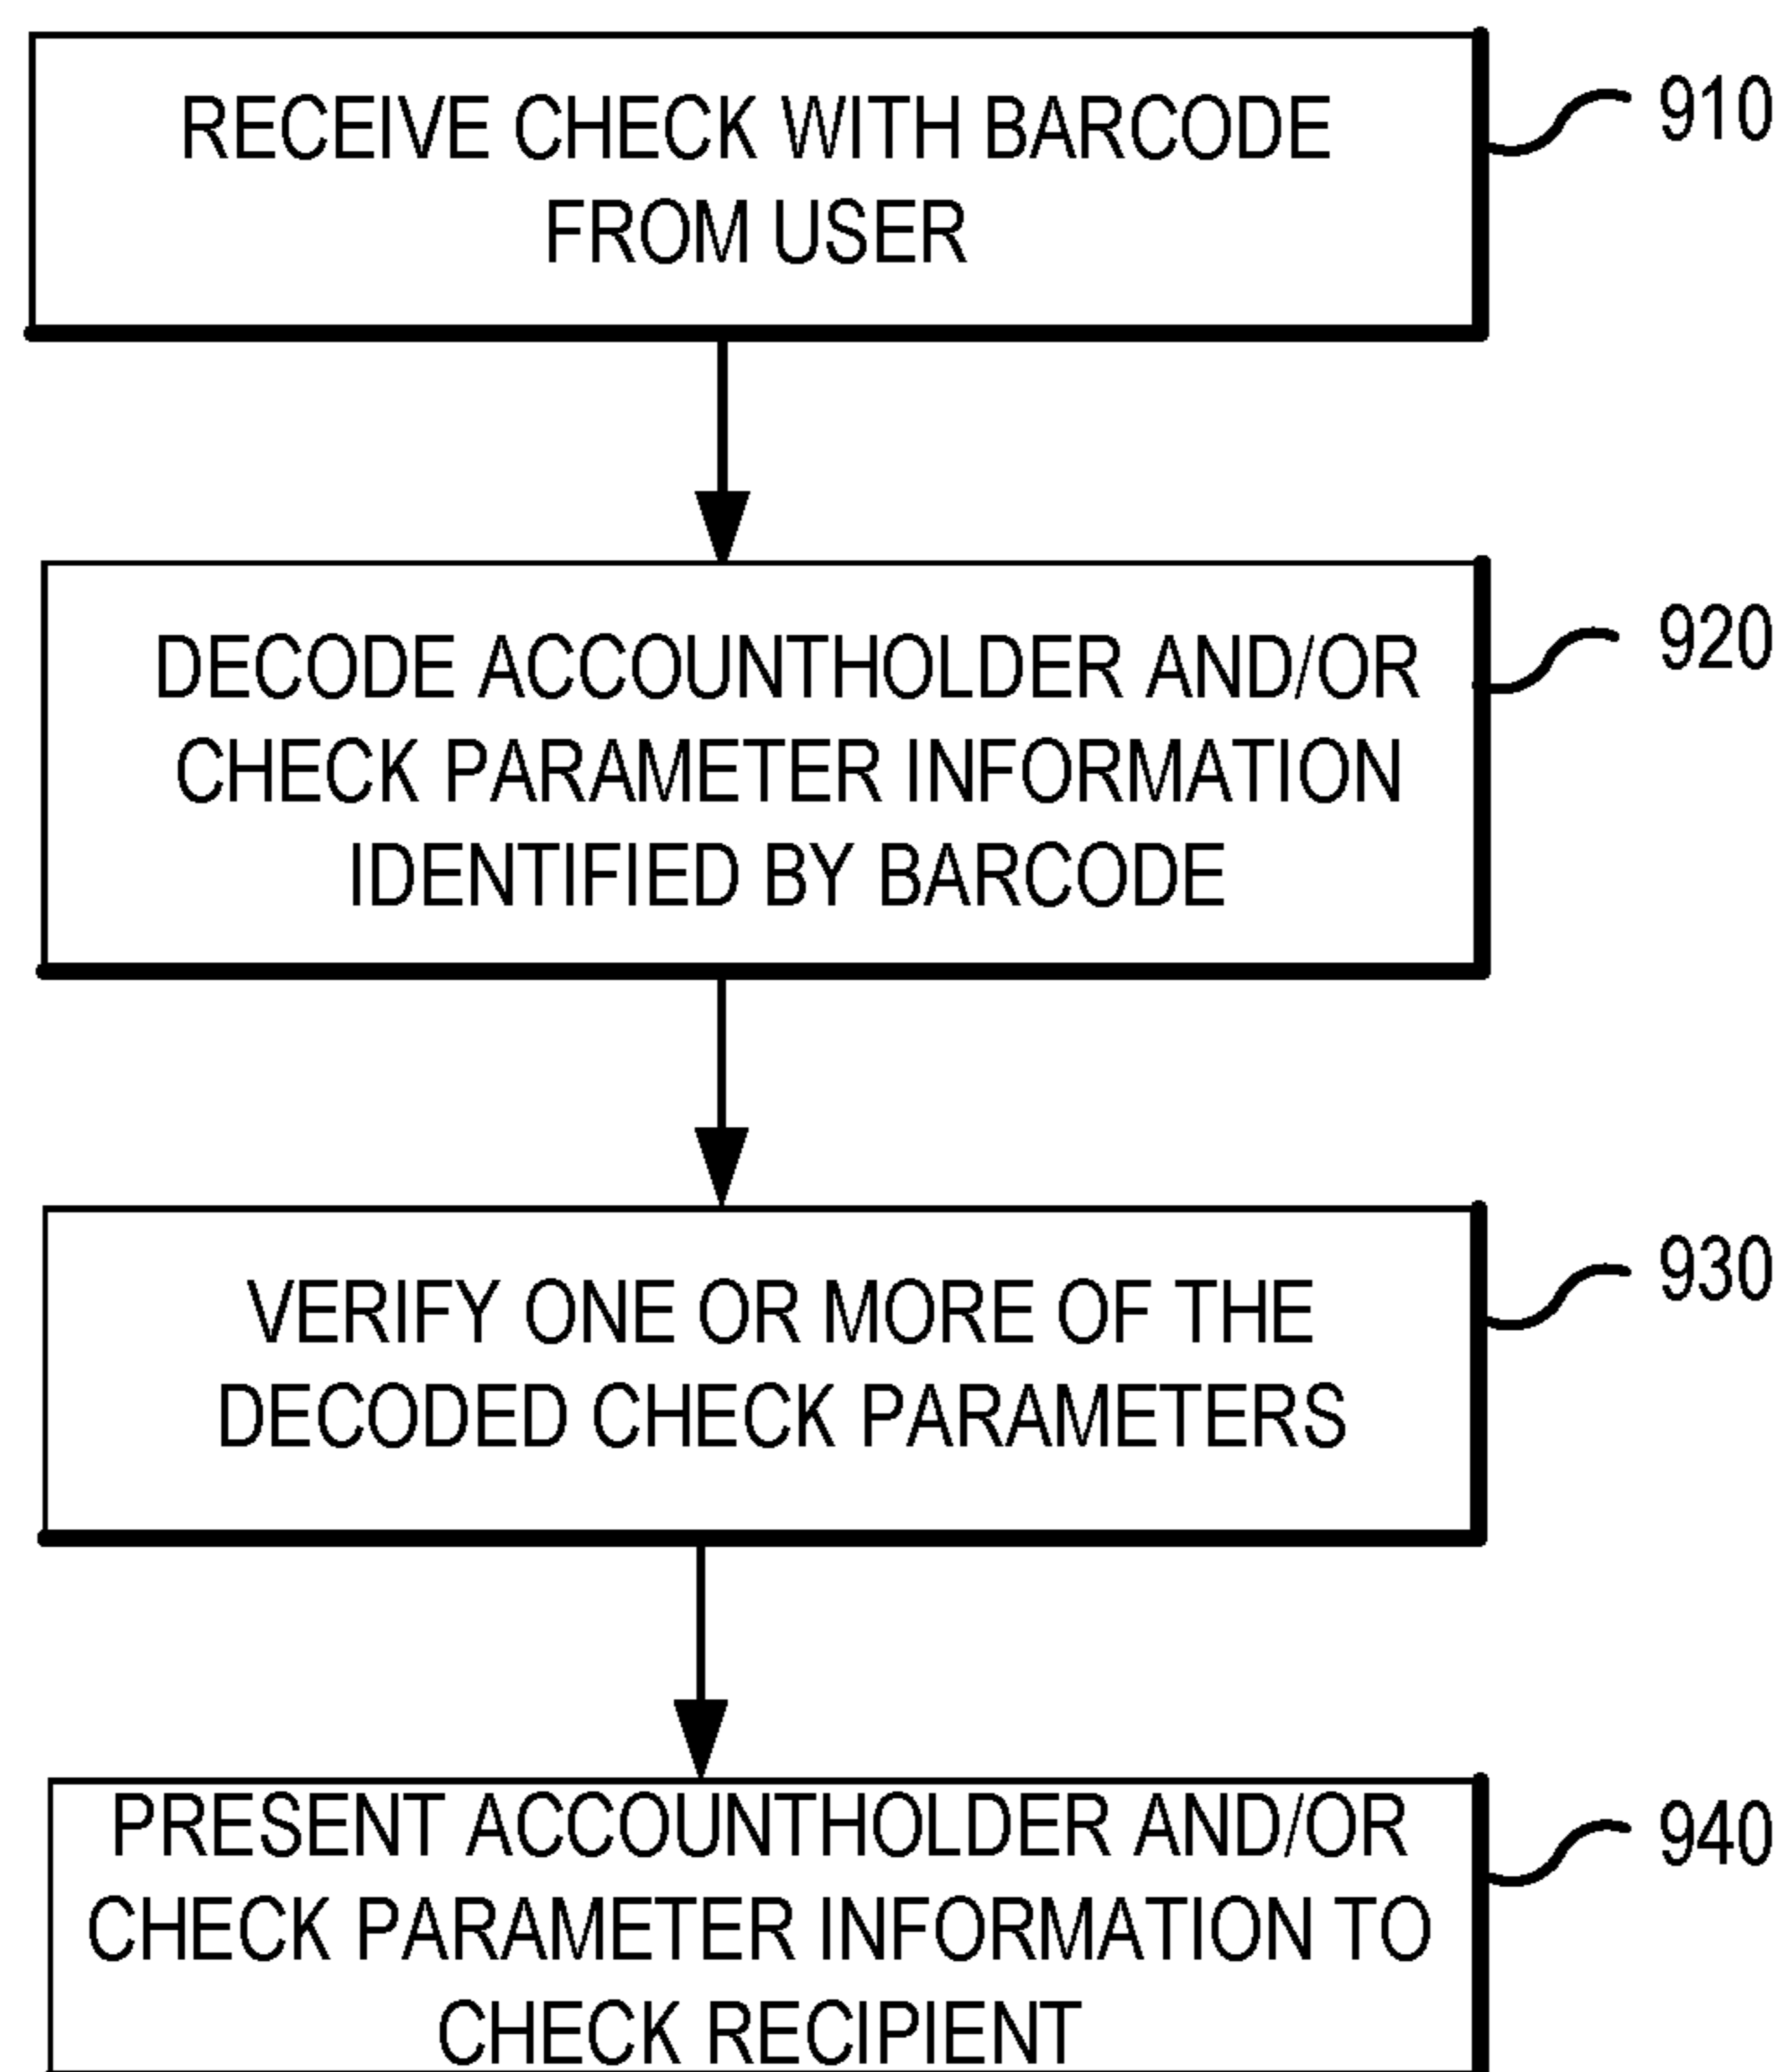 RECEIVE CHECK WITH BARCODE
FROM USER
910
DECODE ACCOUNTHOLDER AND/OR
CHECK PARAMETER INFORMATION
IDENTIFIED BY BARCODE
920
VERIFY ONE OR MORE OF THE
DECODED CHECK PARAMETERS
930
PRESENT ACCOUNTHOLDER AND/OR
CHECK PARAMETER INFORMATION TO
CHECK RECIPIENT
940